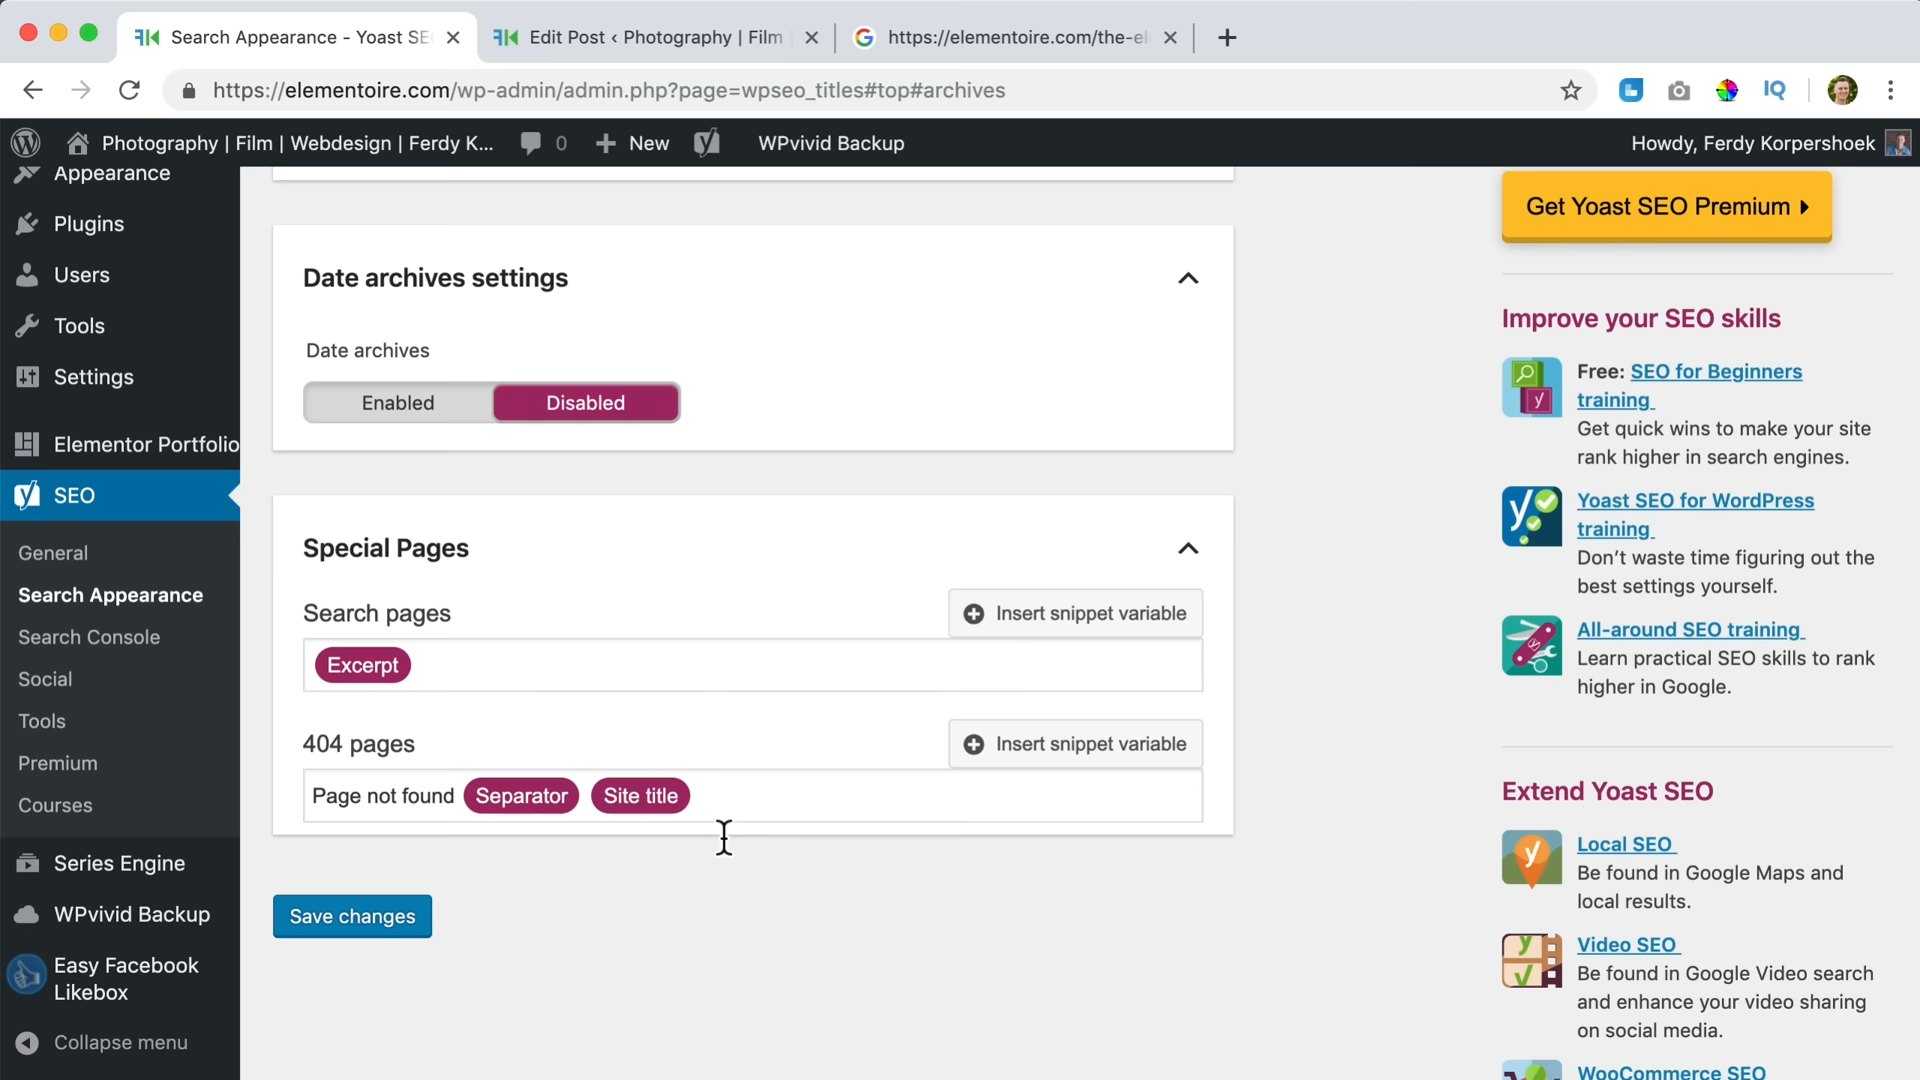 Search Appearance - Yoast SE
Edit Post ‹ Photography | Film
https://elementoire.com/the-el
https://elementoire.com/wp-admin/admin.php?page=wpseo_titles#top#archives
IQ
Photography | Film | Webdesign | Ferdy K...
0
New
WPvivid Backup
Howdy, Ferdy Korpershoek
Appearance
Plugins
Users
Tools
Settings
Elementor Portfolio
SEO
General
Search Appearance
Search Console
Social
Tools
Premium
Courses
Series Engine
WPvivid Backup
Easy Facebook
Likebox
Collapse menu
Date archives settings
Date archives
Enabled
Disabled
Special Pages
Search pages
Insert snippet variable
Excerpt
404 pages
Insert snippet variable
Page not found Separator Site title
Save changes
Get Yoast SEO Premium
Improve your SEO skills
Free: SEO for Beginners
training
Get quick wins to make your site
rank higher in search engines.
Yoast SEO for WordPress
training
Don’t waste time figuring out the
best settings yourself.
All-around SEO training
Learn practical SEO skills to rank
higher in Google.
Extend Yoast SEO
Local SEO
Be found in Google Maps and
local results.
Video SEO
Be found in Google Video search
and enhance your video sharing
on social media.
WooCommerce SEO